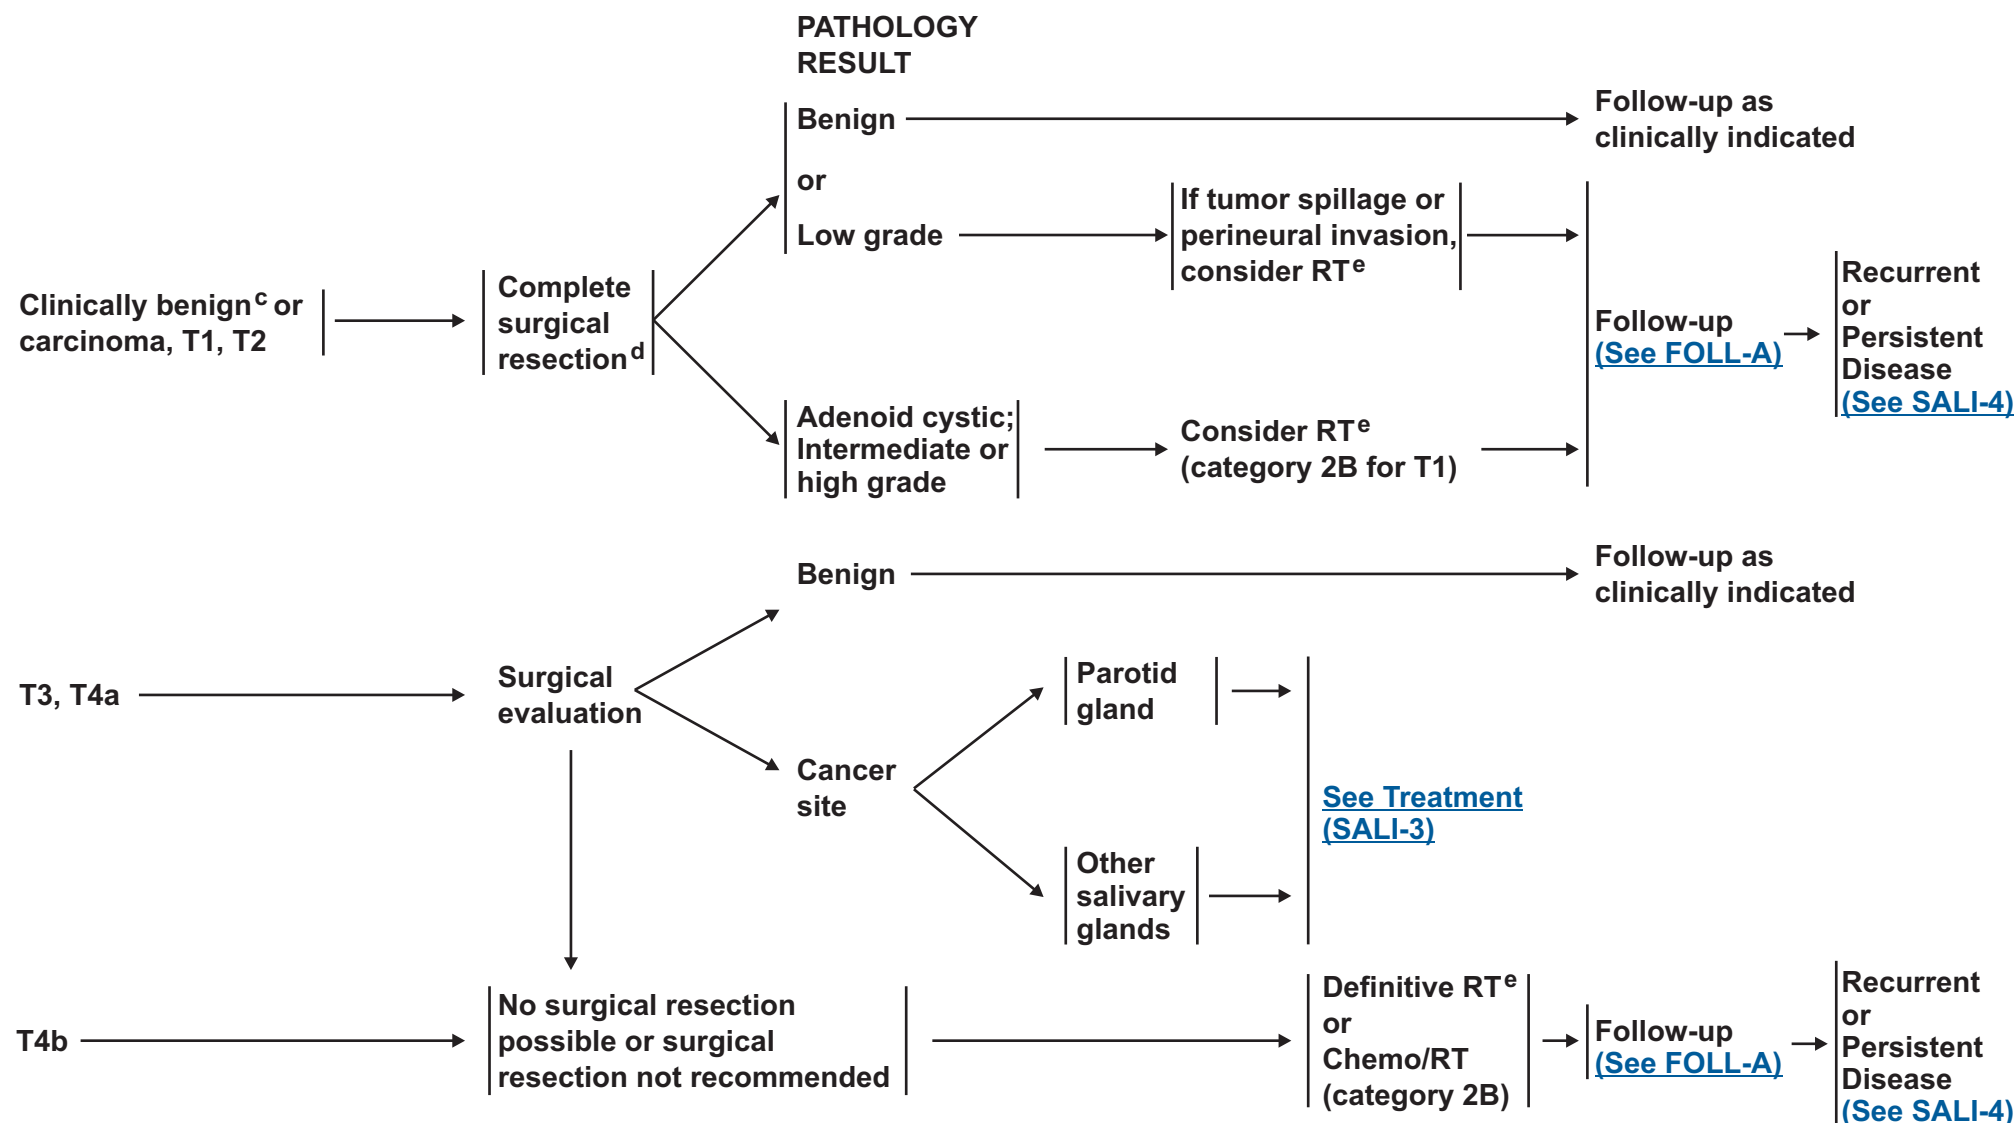 PATHOLOGY
RESULT
Benign
Follow-up as
clinically indicated
or
Low grade
If tumor spillage or
perineural invasion,
consider RTe
Clinically benignc or
carcinoma, T1, T2
Complete
surgical
resectiond
Adenoid cystic;
Intermediate or
high grade
Consider RTe
(category 2B for T1)
Follow-up
(See FOLL-A)
Recurrent
or
Persistent
Disease
(See SALI-4)
T3, T4a
Surgical
evaluation
Benign
Follow-up as
clinically indicated
Cancer
site
Parotid
gland
Other
salivary
glands
See Treatment
(SALI-3)
T4b
No surgical resection
possible or surgical
resection not recommended
Definitive RTe
or
Chemo/RT
(category 2B)
Follow-up
(See FOLL-A)
Recurrent
or
Persistent
Disease
(See SALI-4)